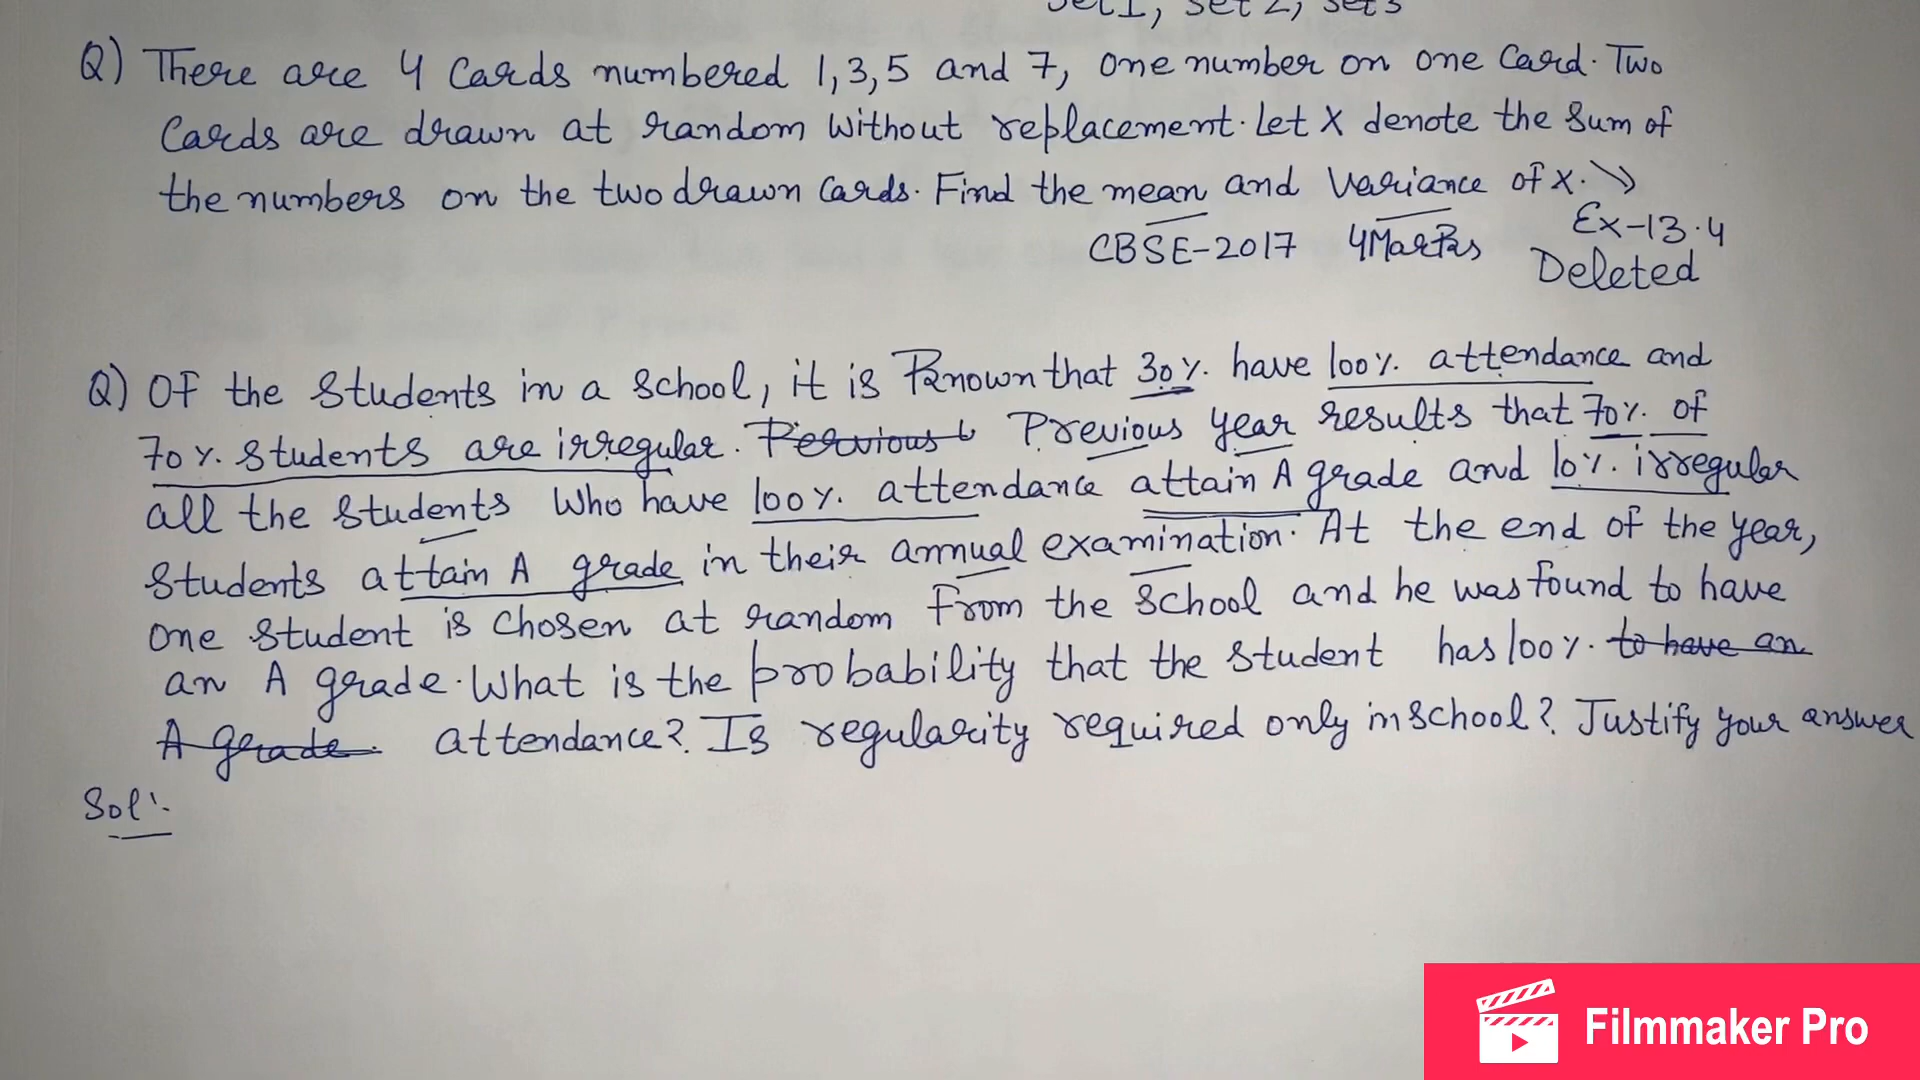 Set 1, Set 2, Set 3
Q) There are 4 Cards numbered 1, 3, 5 and 7, one number on one Card. Two
Cards are drawn at random without replacement. Let X denote the Sum of
the numbers on the two drawn Cards. Find the mean and Variance of X.
Ex-13.4
CBSE-2017 4Marks
Deleted
Q) OF the Students in a School, it is Known that 30%. have 100%. attendance and
70%. Students are irregular. Pervious Previous year results that 70%. of
all the Students Who have 100%. attendance attain A grade and 10%. irregular
Students attain A grade in their annual examination. At the end of the year,
one student is Chosen at random From the School and he was found to have
an A grade. What is the probability that the Student has 100%. to have an
A grade. attendance? Is regularity required only in School? Justify your answer
Sol':-
Filmmaker Pro